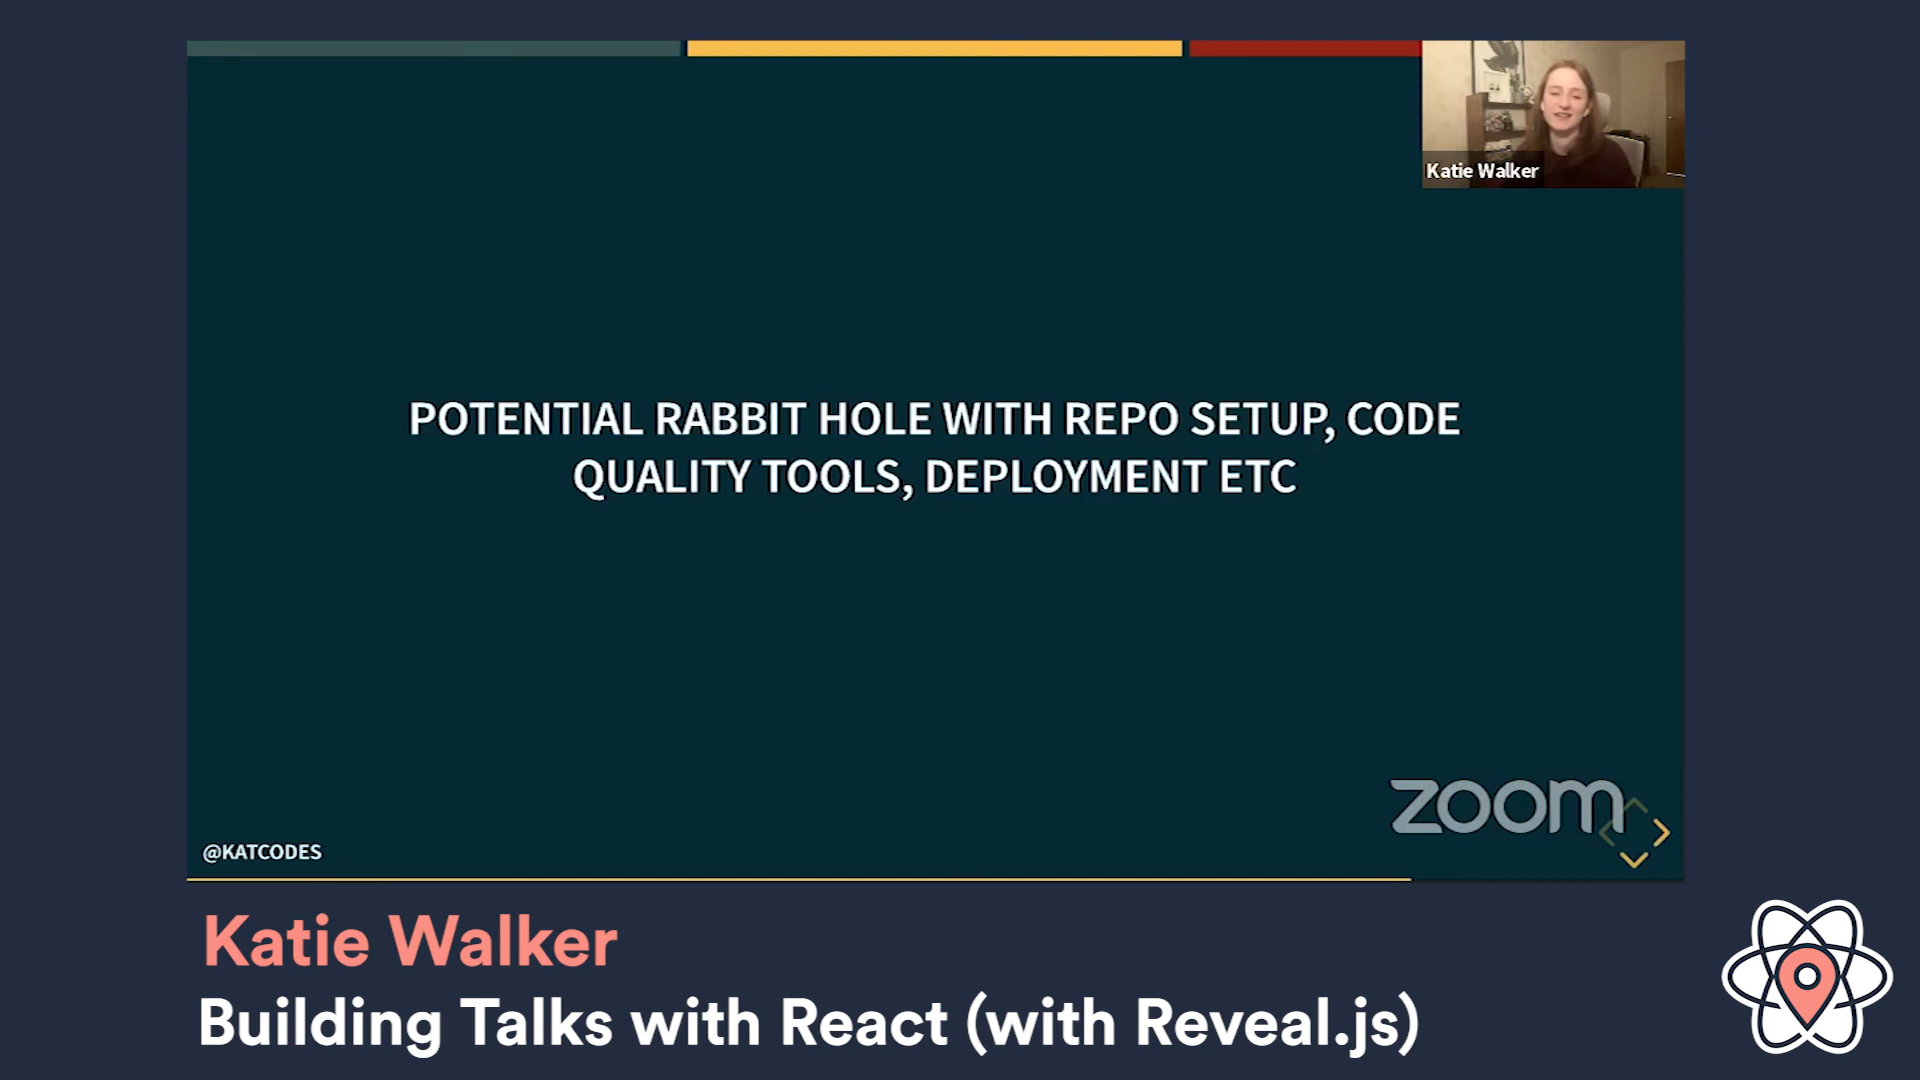 Katie Walker
POTENTIAL RABBIT HOLE WITH REPO SETUP, CODE
QUALITY TOOLS, DEPLOYMENT ETC
zoom
@KATCODES
Katie Walker
Building Talks with React (with Reveal.js)